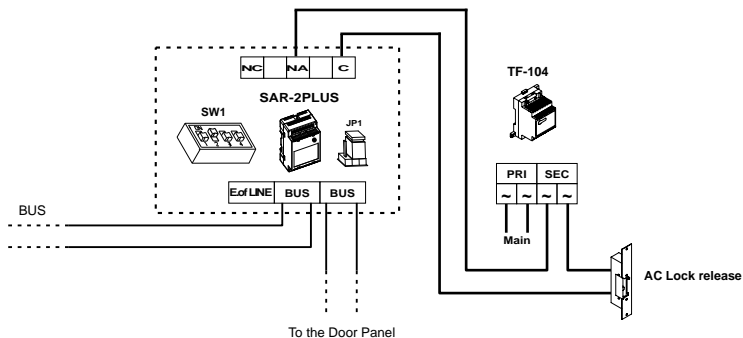 NC NA C
TF-104
SAR-2PLUS
SW1
JP1
ON
PRI SEC
E.of LINE BUS BUS
~ ~ ~ ~
BUS
Main
AC Lock release
To the Door Panel